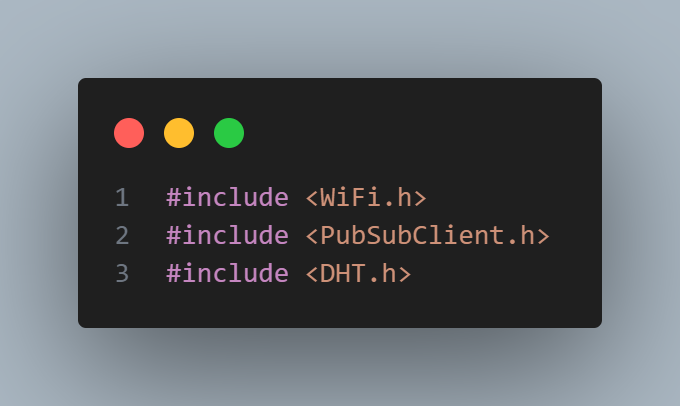 1 #include <WiFi.h>
2 #include <PubSubClient.h>
3 #include <DHT.h>